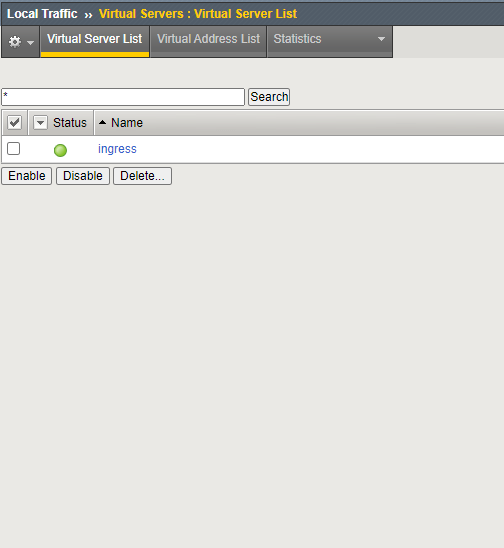 Local Traffic ›› Virtual Servers : Virtual Server List
Virtual Server List Virtual Address List Statistics
* Search
Status Name
ingress
Enable Disable Delete...